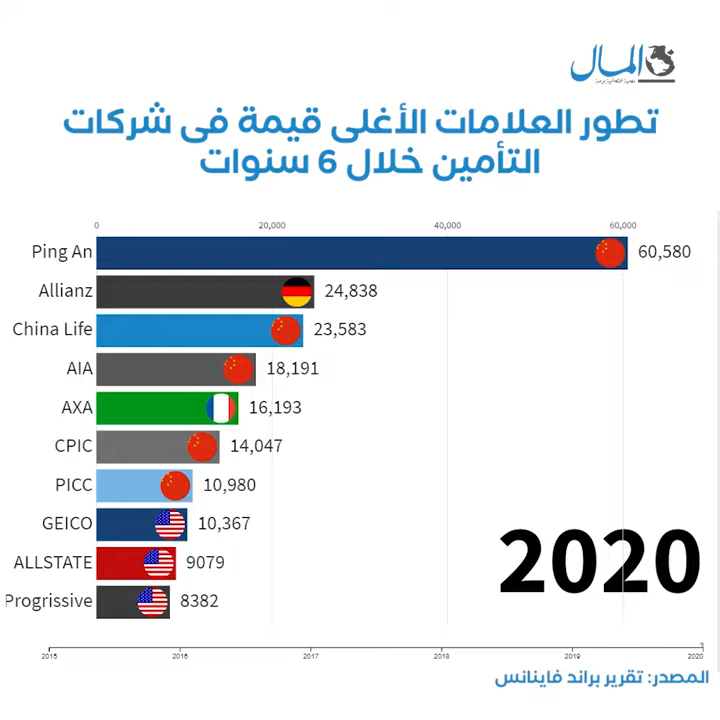 المال
تطور العلامات الأغلى قيمة فى شركات
التأمين خلال 6 سنوات
0 20,000 40,000 60,000
Ping An 60,580
Allianz 24,838
China Life 23,583
AIA 18,191
AXA 16,193
CPIC 14,047
PICC 10,980
GEICO 10,367
ALLSTATE 9079
Progrissive 8382
2020
2015 2016 2017 2018 2019 2020
المصدر: تقرير براند فاينانس